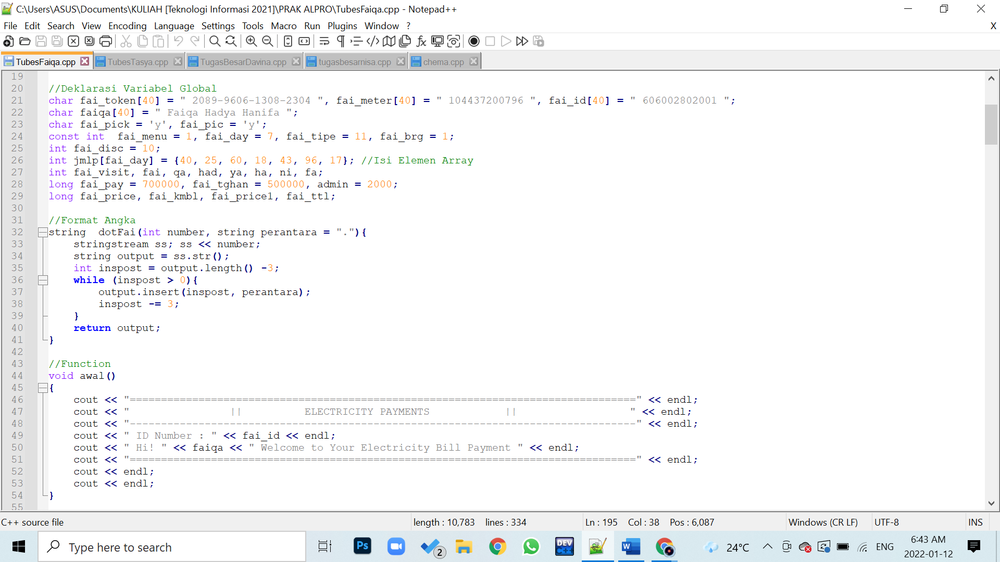 C:\Users\ASUS\Documents\KULIAH [Teknologi Informasi 2021]\PRAK ALPRO\TubesFaiqa.cpp - Notepad++
File Edit Search View Encoding Language Settings Tools Macro Run Plugins Window ? X
TubesFaiqa.cpp TubesTasya.cpp TugasBesarDavina.cpp tugasbesarnisa.cpp chema.cpp
19
20 //Deklarasi Variabel Global
21 char fai_token[40] = " 2089-9606-1308-2304 ", fai_meter[40] = " 104437200796 ", fai_id[40] = " 606002802001 ";
22 char faiqa[40] = " Faiqa Hadya Hanifa ";
23 char fai_pick = 'y', fai_pic = 'y';
24 const int  fai_menu = 1, fai_day = 7, fai_tipe = 11, fai_brg = 1;
25 int fai_disc = 10;
26 int jmlp[fai_day] = {40, 25, 60, 18, 43, 96, 17}; //Isi Elemen Array
27 int fai_visit, fai, qa, had, ya, ha, ni, fa;
28 long fai_pay = 700000, fai_tghan = 500000, admin = 2000;
29 long fai_price, fai_kmbl, fai_price1, fai_ttl;
30
31 //Format Angka
32 string  dotFai(int number, string perantara = "."){
33     stringstream ss; ss << number;
34     string output = ss.str();
35     int inspost = output.length() -3;
36     while (inspost > 0){
37         output.insert(inspost, perantara);
38         inspost -= 3;
39     }
40     return output;
41 }
42
43 //Function
44 void awal()
45 {
46     cout << "=================================================================================" << endl;
47     cout << "                ||          ELECTRICITY PAYMENTS            ||                  " << endl;
48     cout << "---------------------------------------------------------------------------------" << endl;
49     cout << " ID Number : " << fai_id << endl;
50     cout << " Hi! " << faiqa << " Welcome to Your Electricity Bill Payment " << endl;
51     cout << "=================================================================================" << endl;
52     cout << endl;
53     cout << endl;
54 }
55
C++ source file length : 10,783 lines : 334 Ln : 195 Col : 38 Pos : 6,087 Windows (CR LF) UTF-8 INS
Type here to search Ps 2 DEV C++ W 24°C ENG 6:43 AM
2022-01-12